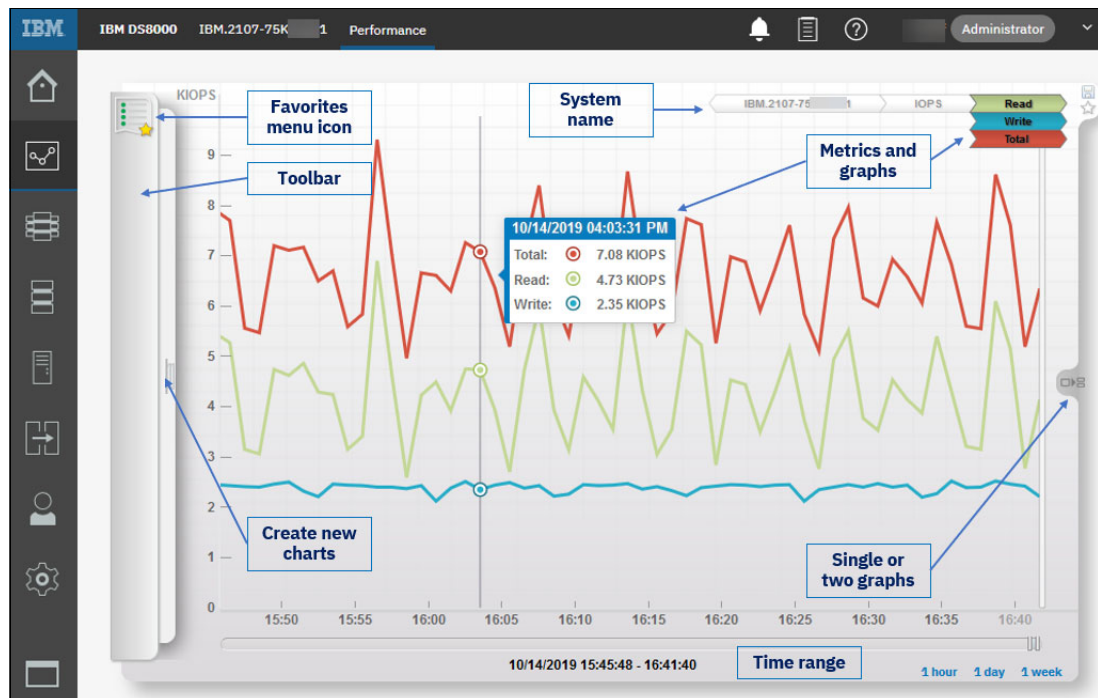 IBM
IBM DS8000 IBM.2107-75K 1 Performance
? Administrator
KIOPS
Favorites
menu icon
System
name
IBM.2107-75 1 IOPS Read
Write
Total
Metrics and
graphs
Toolbar
10/14/2019 04:03:31 PM
Total: 7.08 KIOPS
Read: 4.73 KIOPS
Write: 2.35 KIOPS
9
8
7
6
5
4
3
2
1
0
Create new
charts
Single or
two graphs
15:50 15:55 16:00 16:05 16:10 16:15 16:20 16:25 16:30 16:35 16:40
10/14/2019 15:45:48 - 16:41:40
Time range
1 hour 1 day 1 week